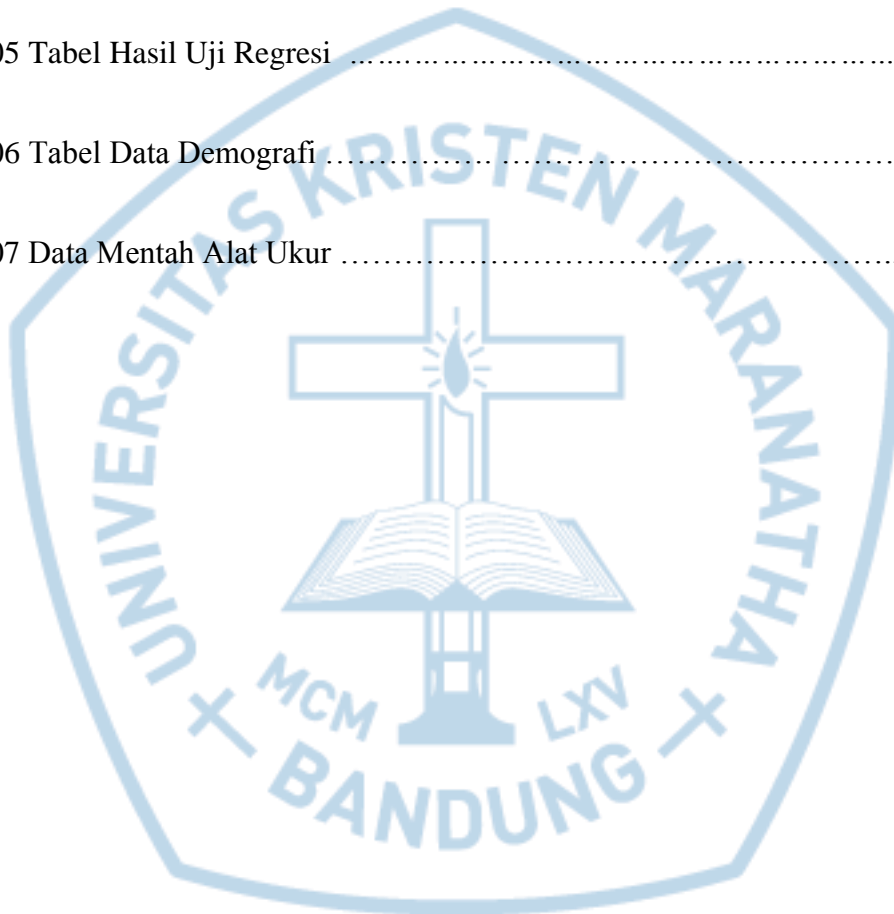 05 Tabel Hasil Uji Regresi ………………………………………………
06 Tabel Data Demografi ………………………………………………
07 Data Mentah Alat Ukur ………………………………………………
UNIVERSITAS KRISTEN MARANATHA
MCM LXV
BANDUNG